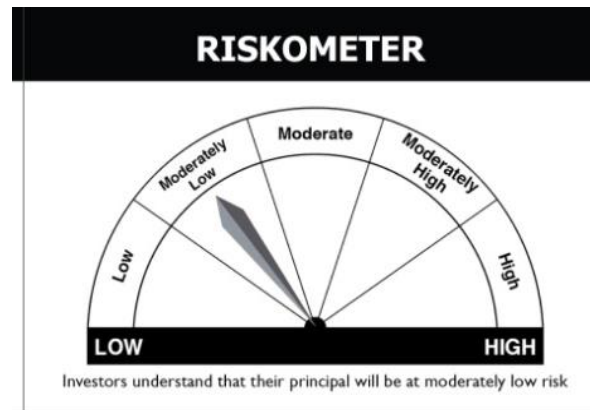 RISKOMETER
Moderate
Moderately
Low
Moderately
High
Low
High
LOW
HIGH
Investors understand that their principal will be at moderately low risk